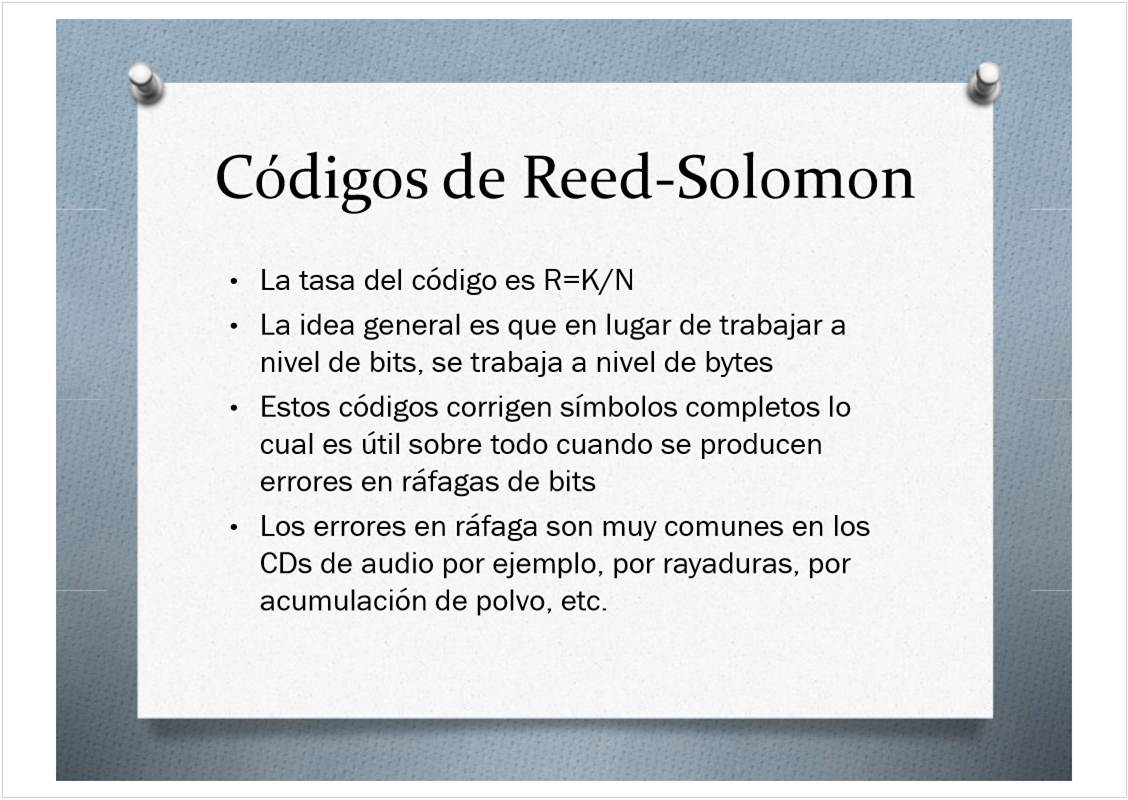 Códigos de Reed-Solomon
• La tasa del código es R=K/N
• La idea general es que en lugar de trabajar a
nivel de bits, se trabaja a nivel de bytes
• Estos códigos corrigen símbolos completos lo
cual es útil sobre todo cuando se producen
errores en ráfagas de bits
• Los errores en ráfaga son muy comunes en los
CDs de audio por ejemplo, por rayaduras, por
acumulación de polvo, etc.